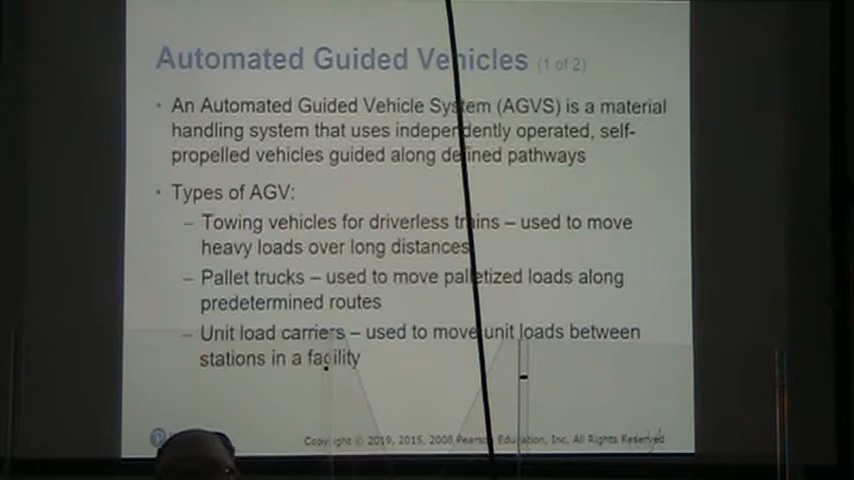 Automated Guided Vehicles (1 of 2)
• An Automated Guided Vehicle System (AGVS) is a material
handling system that uses independently operated, self-
propelled vehicles guided along defined pathways
• Types of AGV:
– Towing vehicles for driverless trains – used to move
heavy loads over long distances
– Pallet trucks – used to move palletized loads along
predetermined routes
– Unit load carriers – used to move unit loads between
stations in a facility
Copyright © 2019, 2015, 2008 Pearson Education, Inc. All Rights Reserved